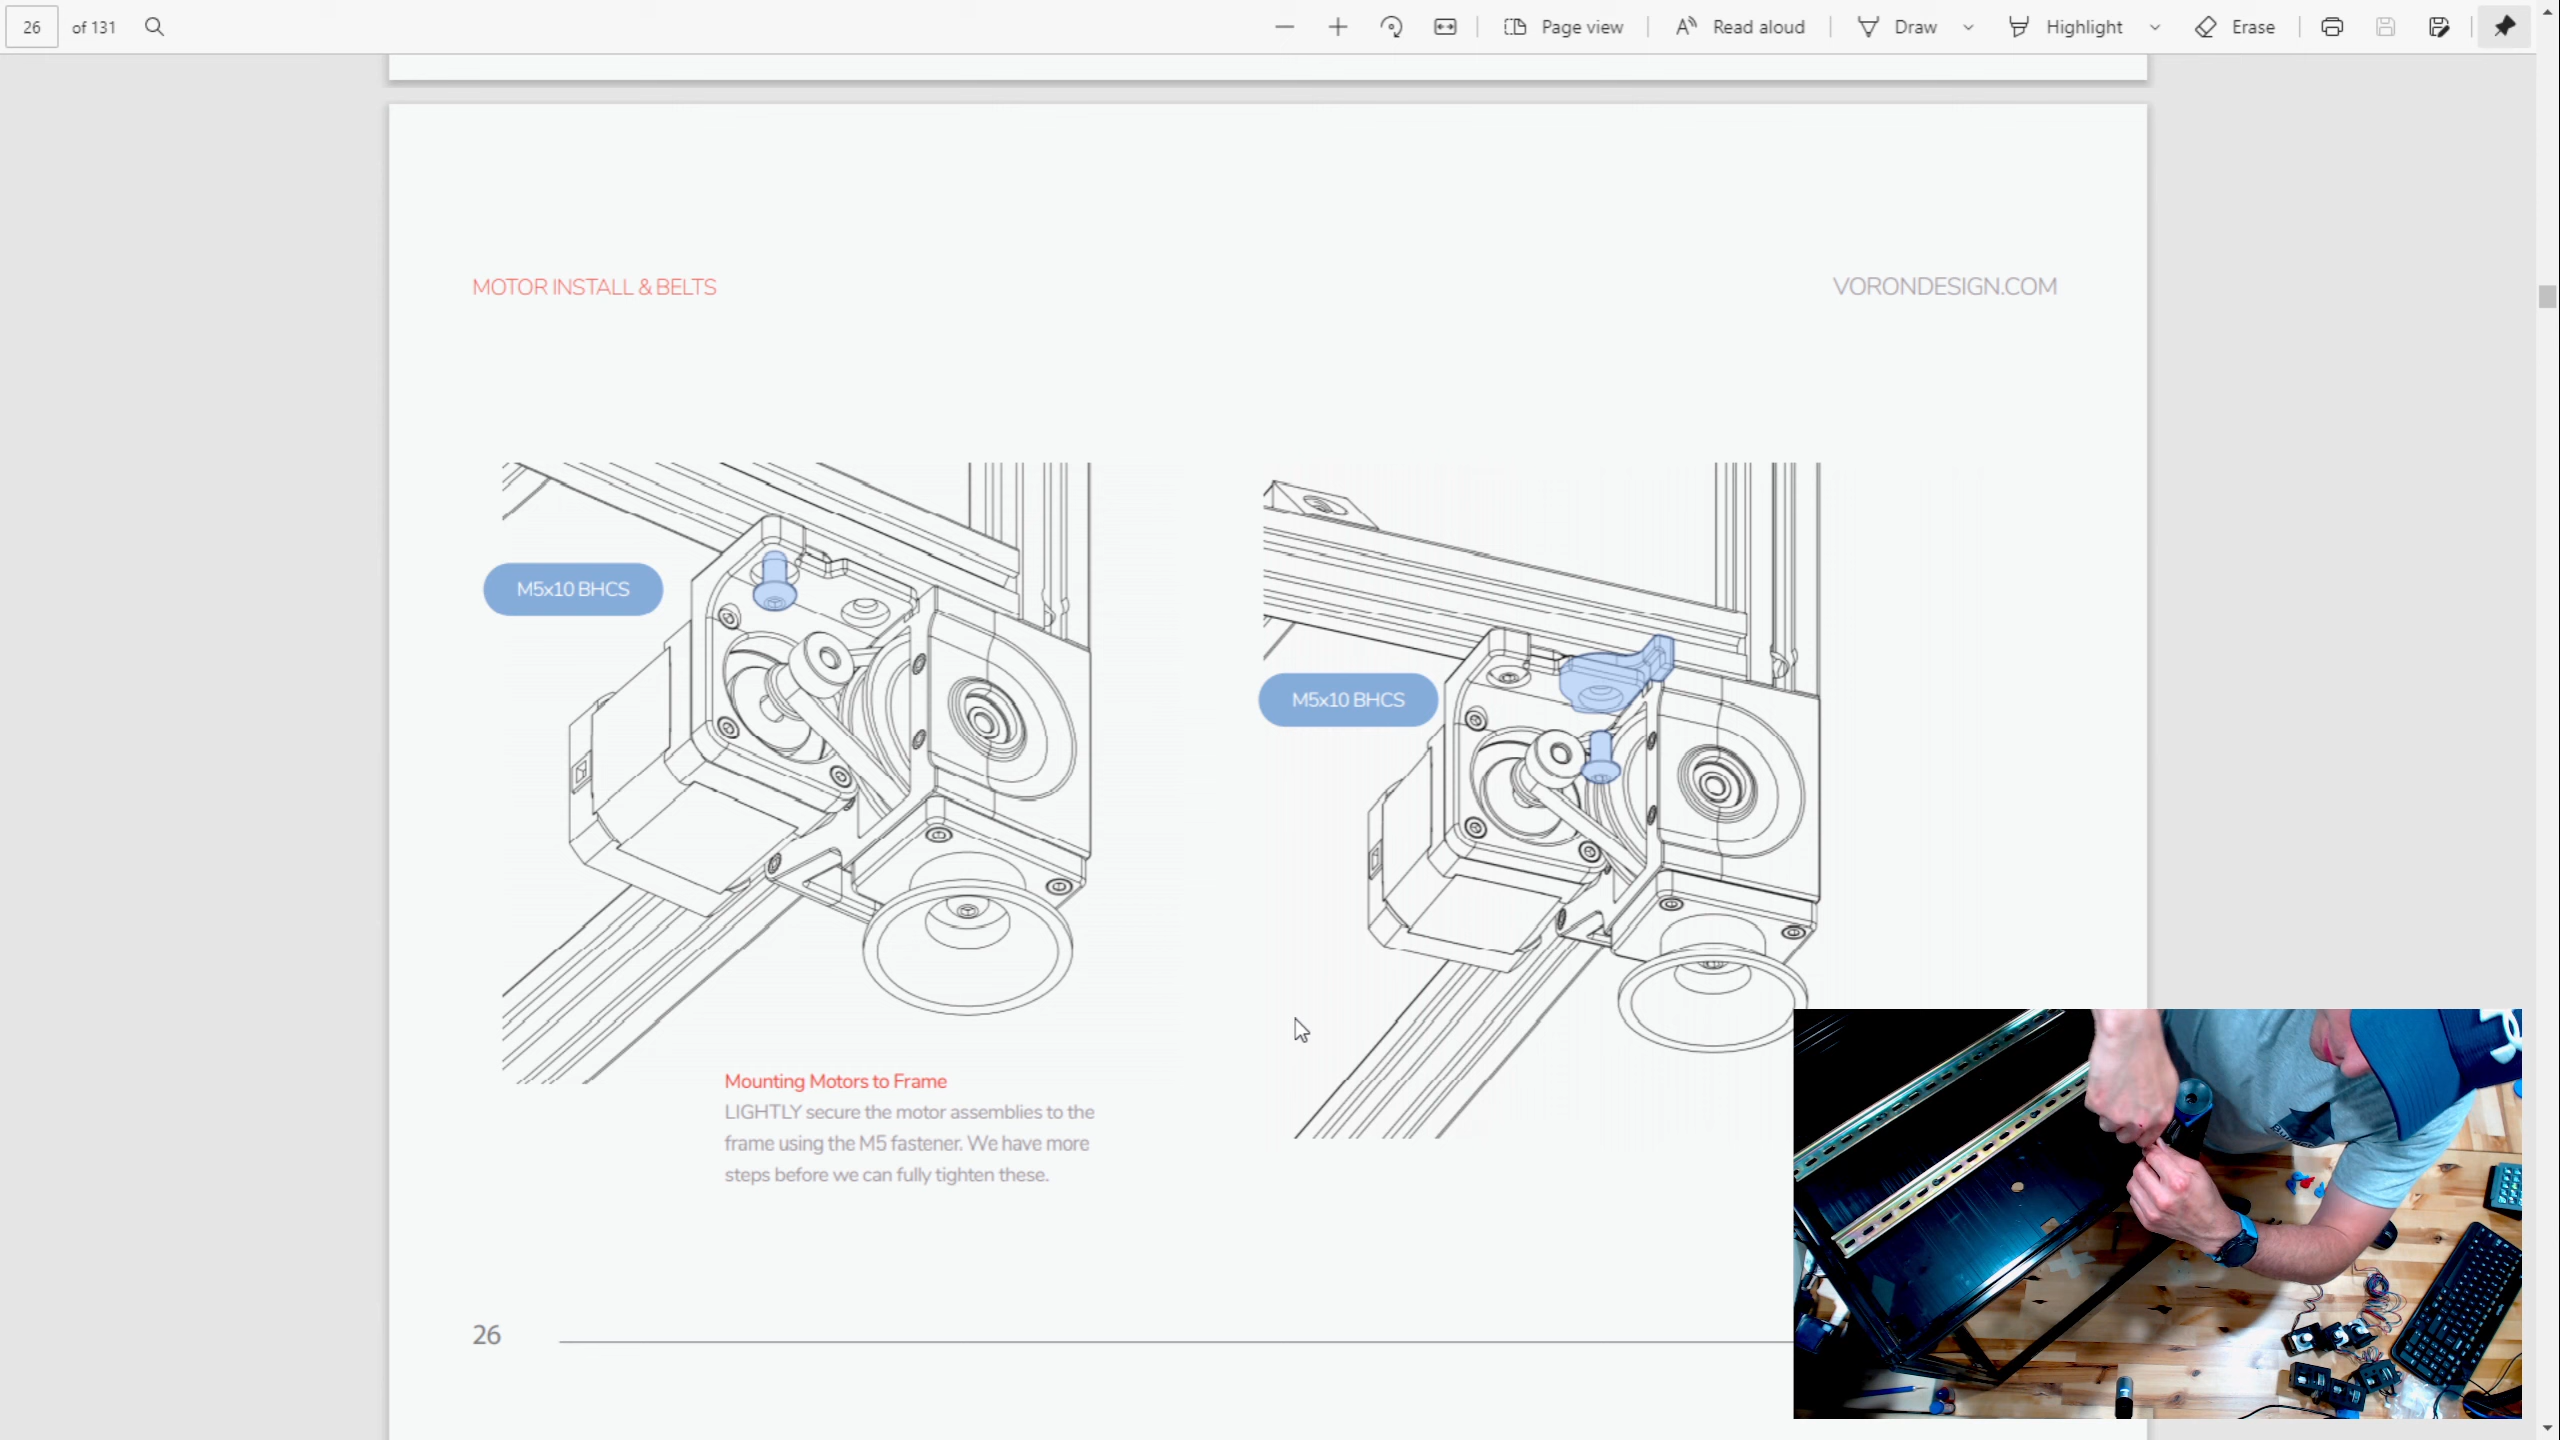 26 of 131 Page view Read aloud Draw Highlight Erase
MOTOR INSTALL & BELTS
VORONDESIGN.COM
M5x10 BHCS
M5x10 BHCS
Mounting Motors to Frame
LIGHTLY secure the motor assemblies to the
frame using the M5 fastener. We have more
steps before we can fully tighten these.
26